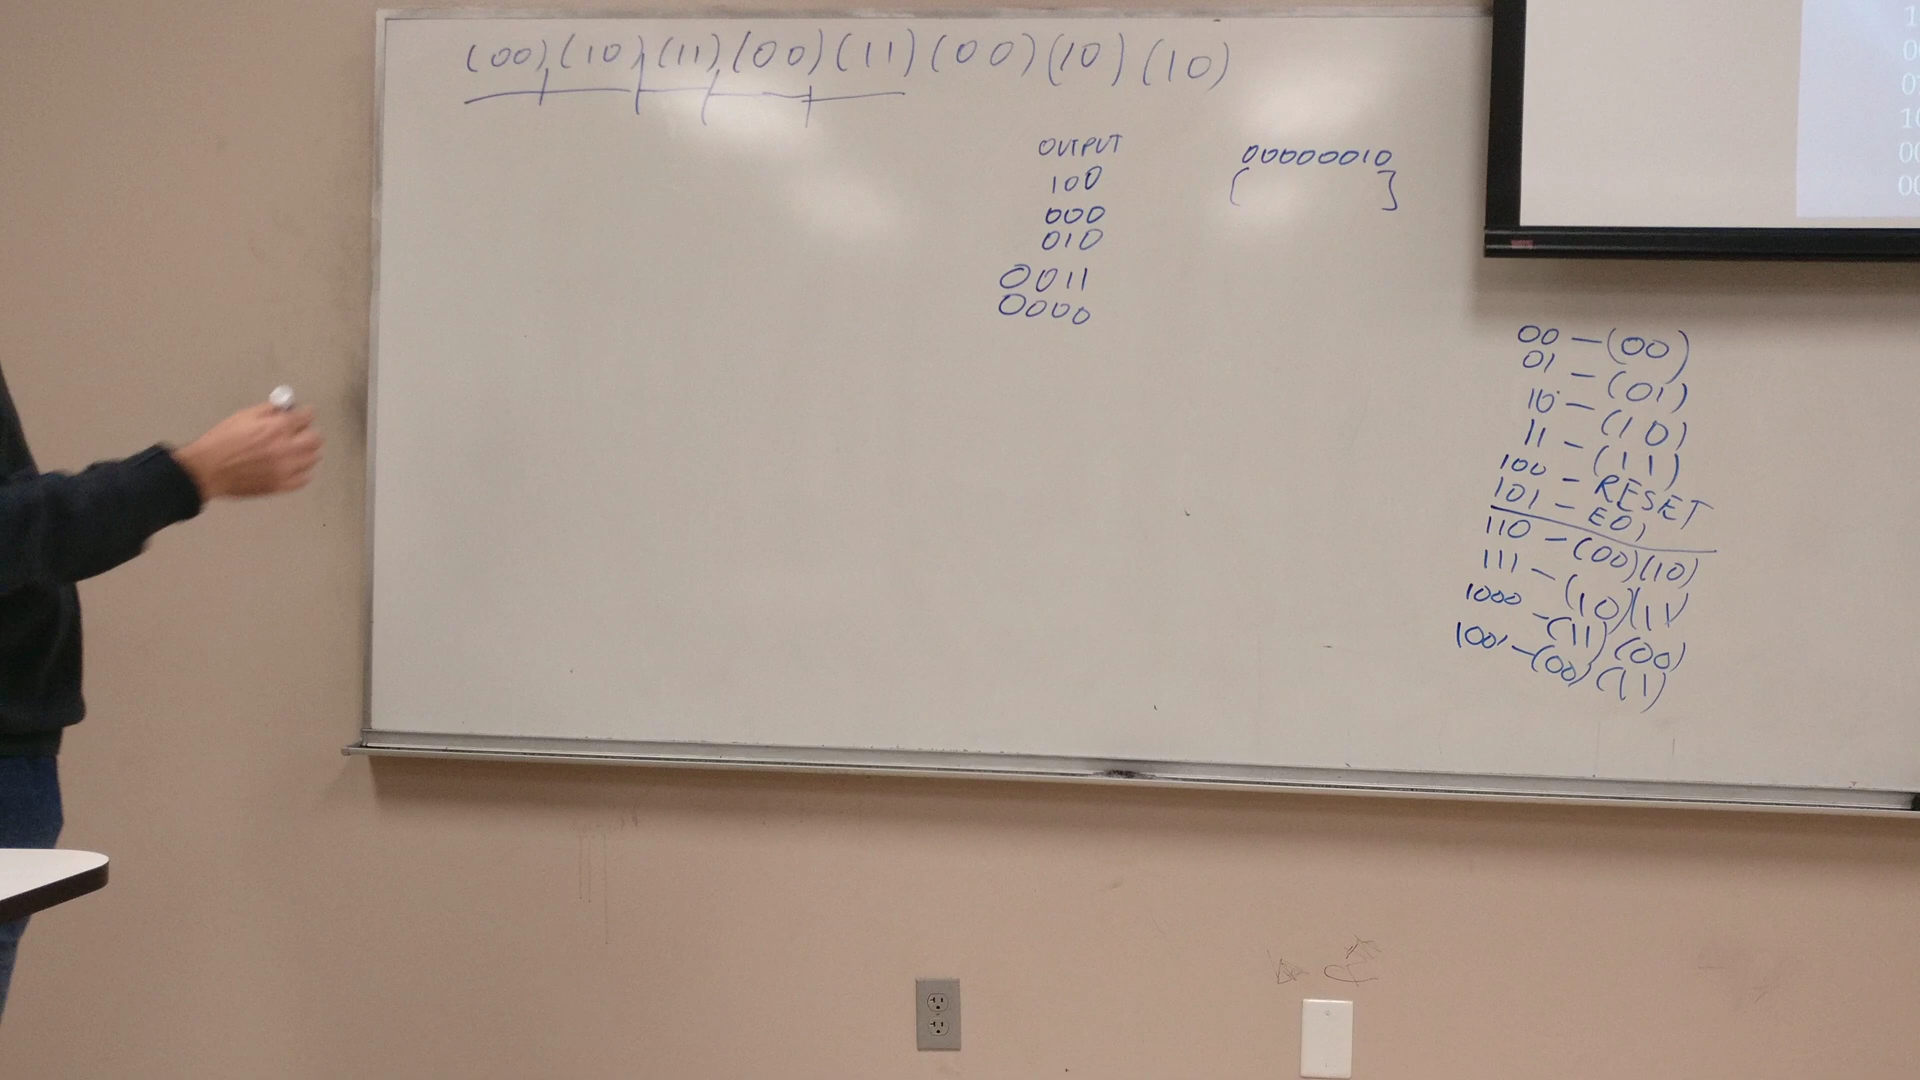 (00)(10)(11)(00)(11)(00)(10)(10)
OUTPUT
100
000
010
0011
0000
00000010
[ ]
00 — (00)
01 — (01)
10 — (10)
11 — (11)
100 — RESET
101 — EOI
110 — (00)(10)
111 — (10)(11)
1000 — (11)(00)
1001 — (00)(11)